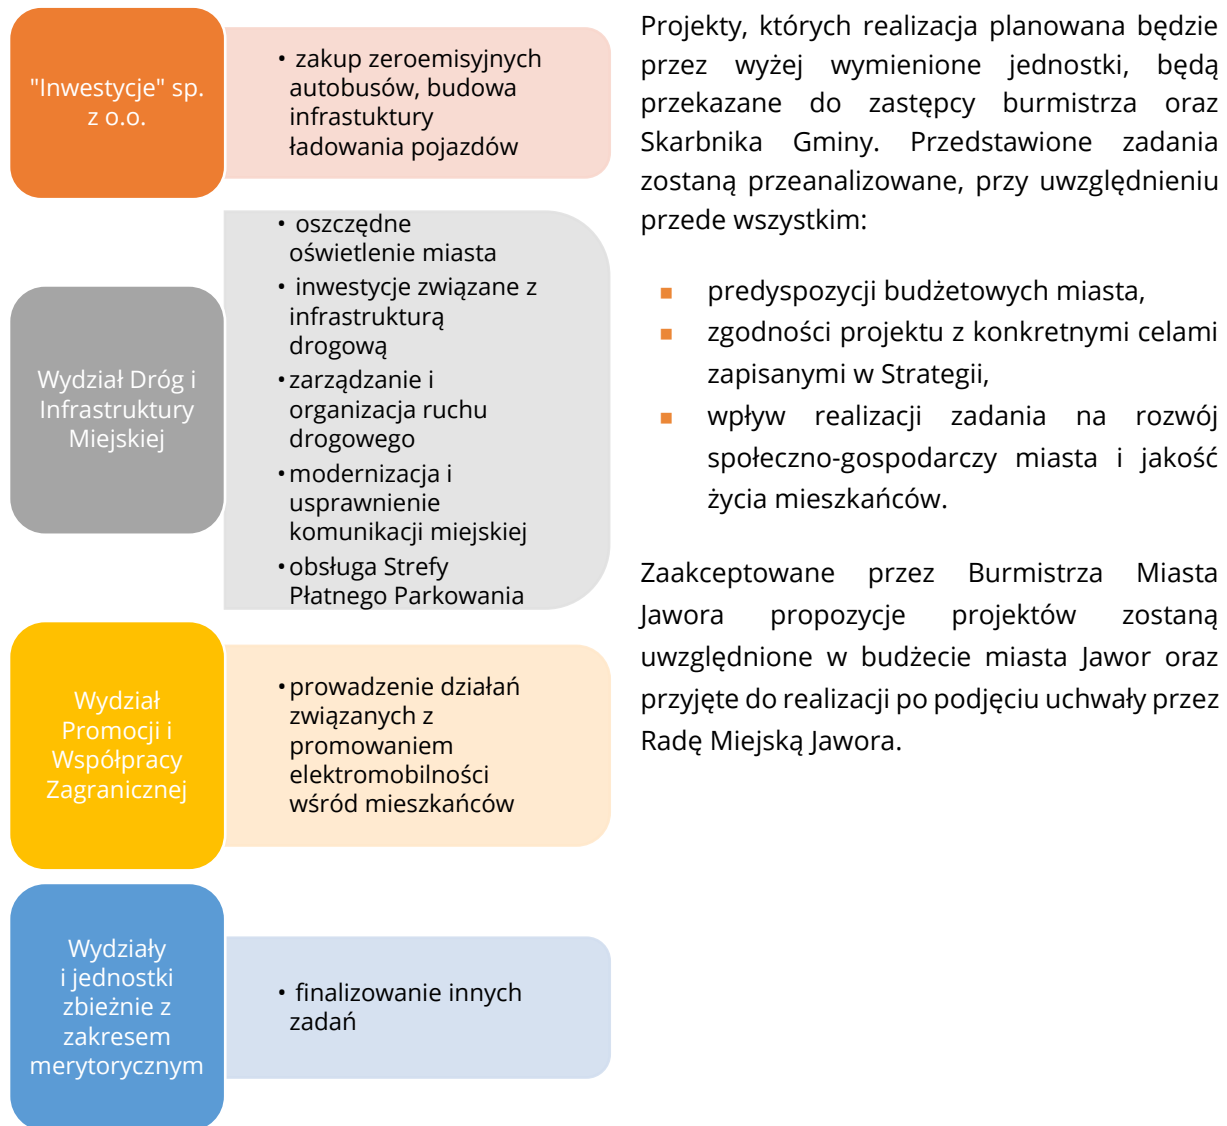 "Inwestycje" sp.
z o.o.
• zakup zeroemisyjnych
autobusów, budowa
infrastuktury
ładowania pojazdów
Wydział Dróg i
Infrastruktury
Miejskiej
• oszczędne
oświetlenie miasta
• inwestycje związane z
infrastrukturą
drogową
• zarządzanie i
organizacja ruchu
drogowego
• modernizacja i
usprawnienie
komunikacji miejskiej
• obsługa Strefy
Płatnego Parkowania
Wydział
Promocji i
Współpracy
Zagranicznej
• prowadzenie działań
związanych z
promowaniem
elektromobilności
wśród mieszkańców
Wydziały
i jednostki
zbieżnie z
zakresem
merytorycznym
• finalizowanie innych
zadań
Projekty, których realizacja planowana będzie
przez wyżej wymienione jednostki, będą
przekazane do zastępcy burmistrza oraz
Skarbnika Gminy. Przedstawione zadania
zostaną przeanalizowane, przy uwzględnieniu
przede wszystkim:
▪ predyspozycji budżetowych miasta,
▪ zgodności projektu z konkretnymi celami
zapisanymi w Strategii,
▪ wpływ realizacji zadania na rozwój
społeczno-gospodarczy miasta i jakość
życia mieszkańców.
Zaakceptowane przez Burmistrza Miasta
Jawora propozycje projektów zostaną
uwzględnione w budżecie miasta Jawor oraz
przyjęte do realizacji po podjęciu uchwały przez
Radę Miejską Jawora.